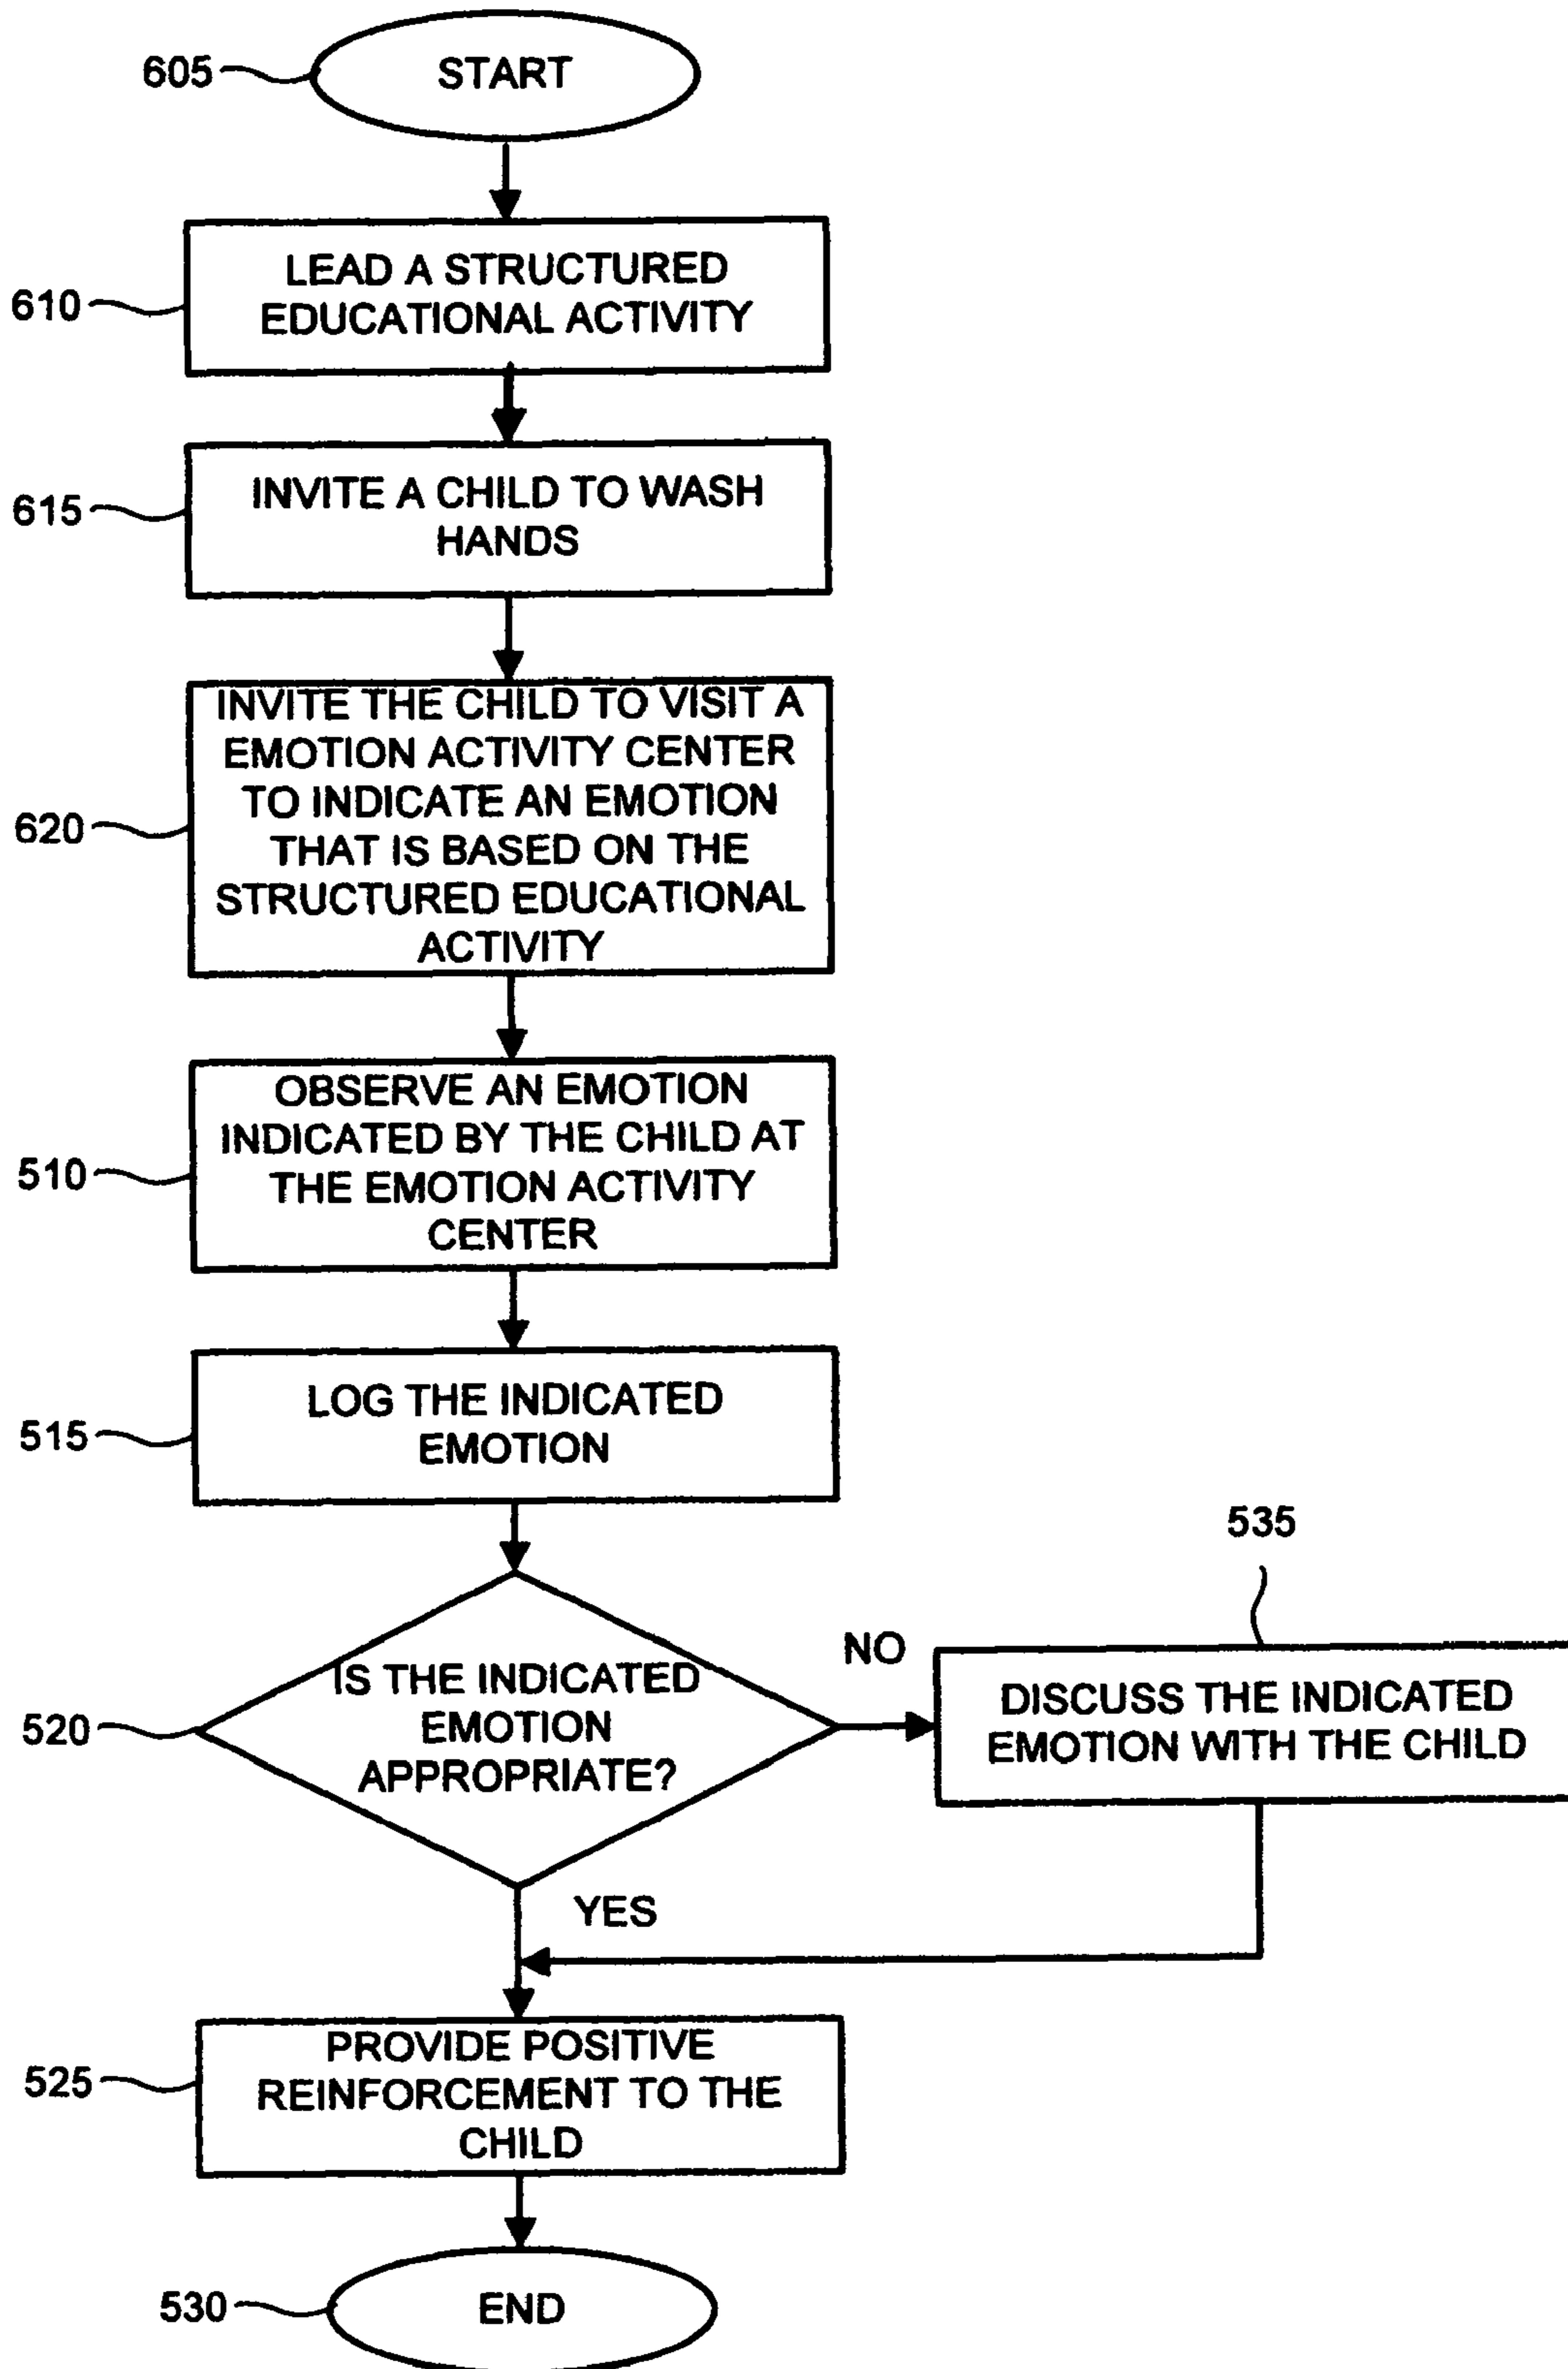 605
START
610
LEAD A STRUCTURED
EDUCATIONAL ACTIVITY
615
INVITE A CHILD TO WASH
HANDS
620
INVITE THE CHILD TO VISIT A
EMOTION ACTIVITY CENTER
TO INDICATE AN EMOTION
THAT IS BASED ON THE
STRUCTURED EDUCATIONAL
ACTIVITY
510
OBSERVE AN EMOTION
INDICATED BY THE CHILD AT
THE EMOTION ACTIVITY
CENTER
515
LOG THE INDICATED
EMOTION
520
IS THE INDICATED
EMOTION
APPROPRIATE?
NO
535
DISCUSS THE INDICATED
EMOTION WITH THE CHILD
YES
525
PROVIDE POSITIVE
REINFORCEMENT TO THE
CHILD
530
END